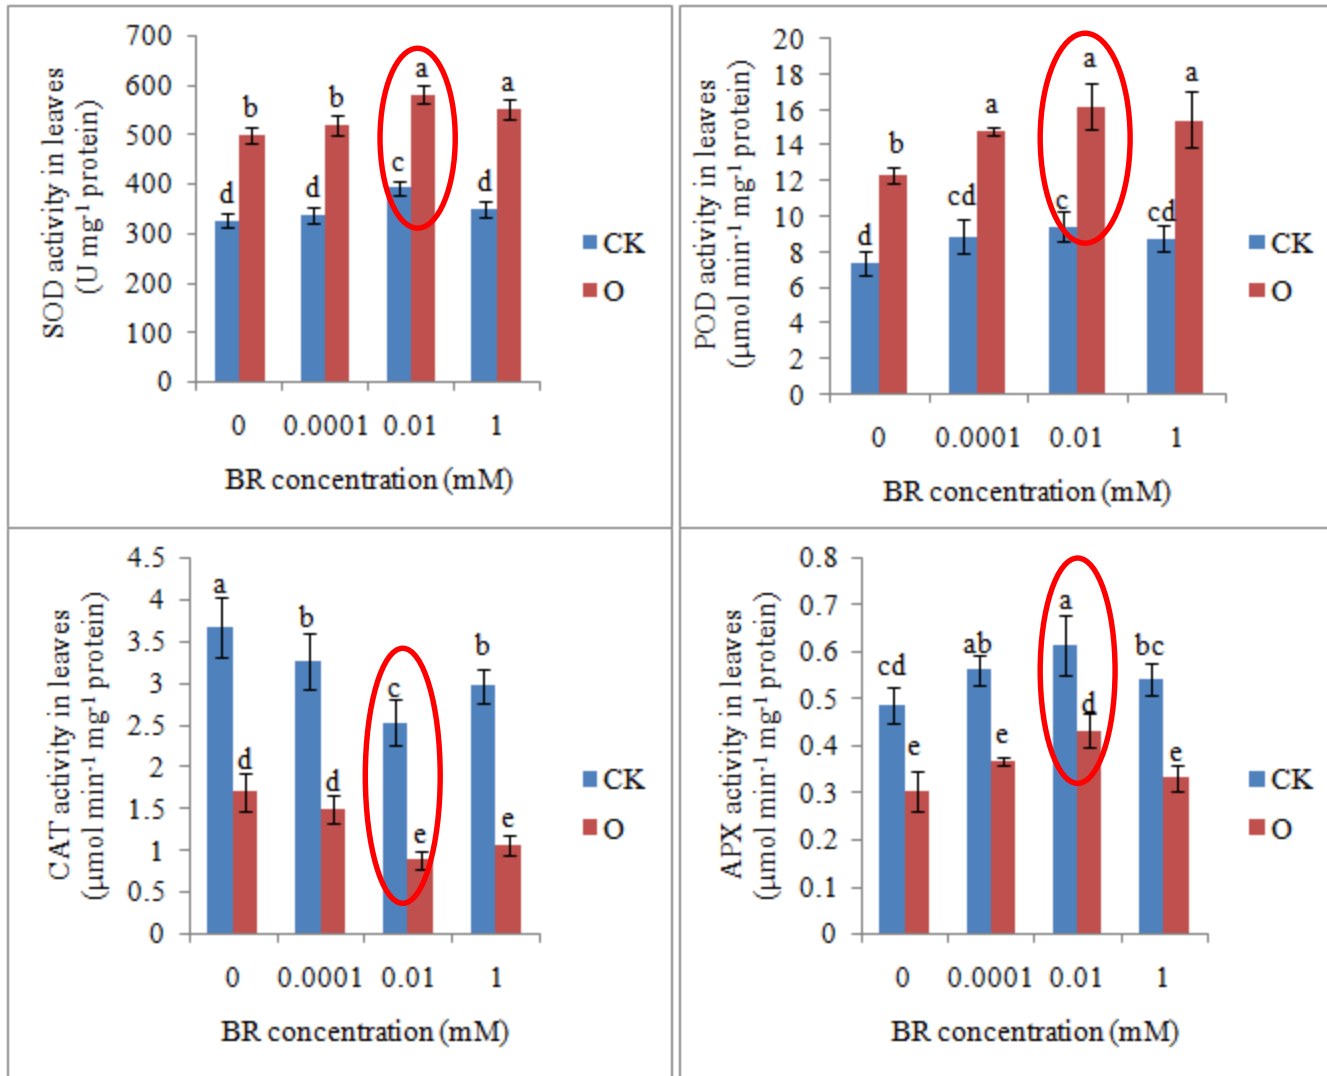 700
600
500
400
300
200
100
0
SOD activity in leaves
(U mg-1 protein)
b
b
a
a
d
d
c
d
CK
O
0 0.0001 0.01 1
BR concentration (mM)
20
18
16
14
12
10
8
6
4
2
0
POD activity in leaves
(μmol min-1 mg-1 protein)
b
a
a
a
d
cd
c
cd
CK
O
0 0.0001 0.01 1
BR concentration (mM)
4.5
4
3.5
3
2.5
2
1.5
1
0.5
0
CAT activity in leaves
(μmol min-1 mg-1 protein)
a
b
c
b
d
d
e
e
CK
O
0 0.0001 0.01 1
BR concentration (mM)
0.8
0.7
0.6
0.5
0.4
0.3
0.2
0.1
0
APX activity in leaves
(μmol min-1 mg-1 protein)
cd
ab
a
bc
e
e
d
e
CK
O
0 0.0001 0.01 1
BR concentration (mM)